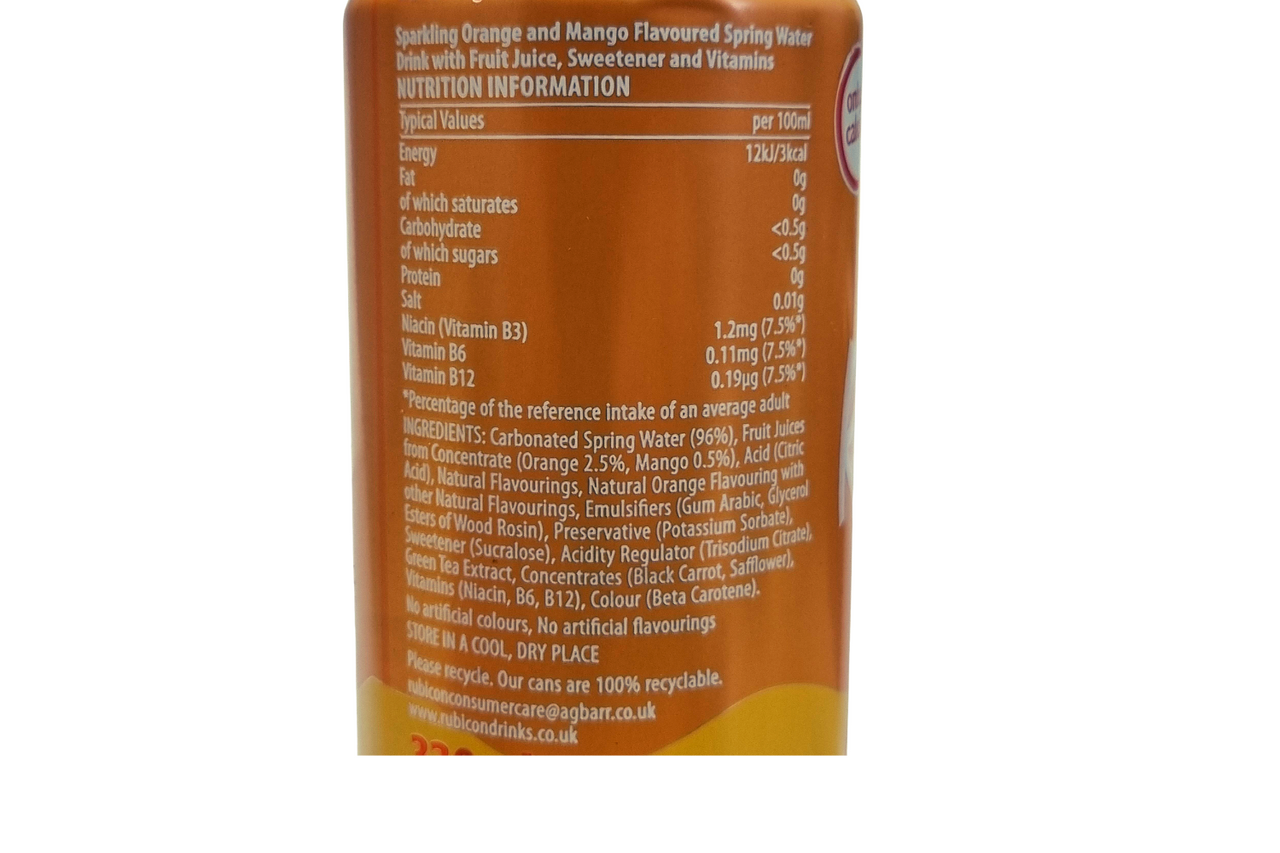 Sparkling Orange and Mango Flavoured Spring Water
Drink with Fruit Juice, Sweetener and Vitamins
NUTRITION INFORMATION
Typical Values per 100ml
Energy 12kJ/3kcal
Fat 0g
of which saturates 0g
Carbohydrate <0.5g
of which sugars <0.5g
Protein 0g
Salt 0.01g
Niacin (Vitamin B3) 1.2mg (7.5%*)
Vitamin B6 0.11mg (7.5%*)
Vitamin B12 0.19µg (7.5%*)
*Percentage of the reference intake of an average adult
INGREDIENTS: Carbonated Spring Water (96%), Fruit Juices
from Concentrate (Orange 2.5%, Mango 0.5%), Acid (Citric
Acid), Natural Flavourings, Natural Orange Flavouring with
other Natural Flavourings, Emulsifiers (Gum Arabic, Glycerol
Esters of Wood Rosin), Preservative (Potassium Sorbate),
Sweetener (Sucralose), Acidity Regulator (Trisodium Citrate),
Green Tea Extract, Concentrates (Black Carrot, Safflower),
Vitamins (Niacin, B6, B12), Colour (Beta Carotene).
No artificial colours, No artificial flavourings
STORE IN A COOL, DRY PLACE
Please recycle. Our cans are 100% recyclable.
rubiconconsumercare@agbarr.co.uk
www.rubicondrinks.co.uk